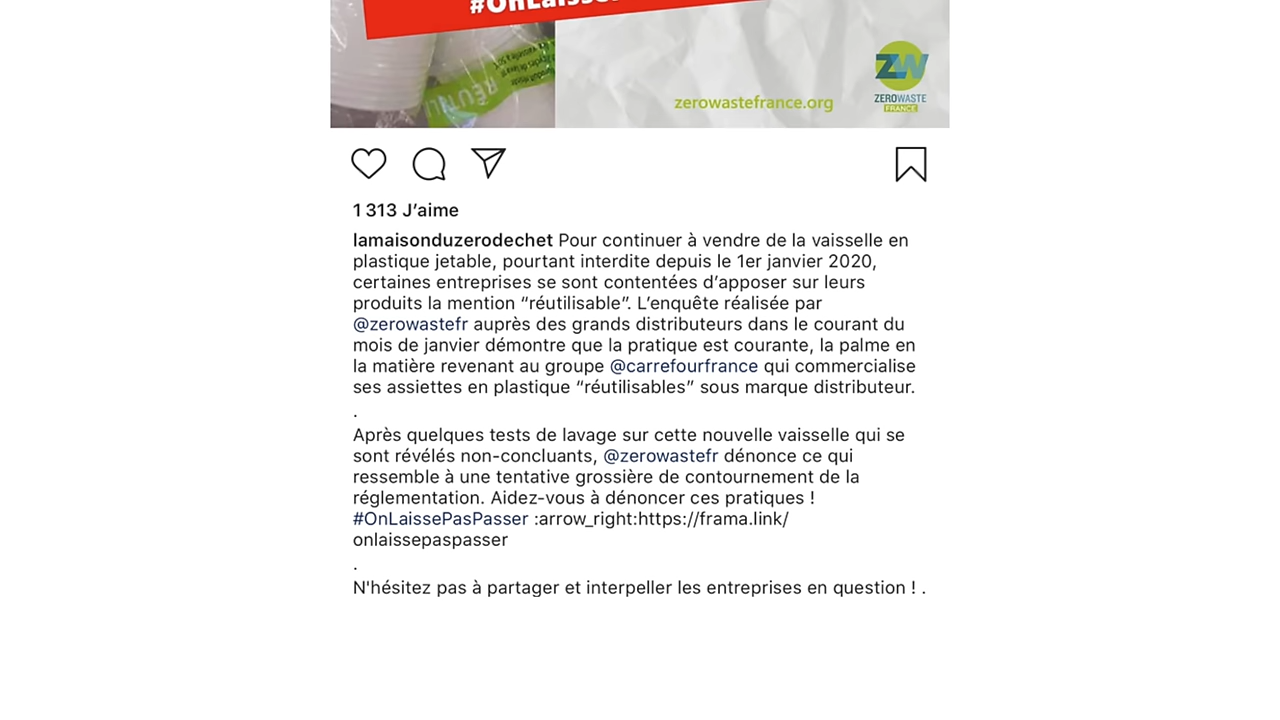 zerowastefrance.org
ZW
ZEROWASTE
FRANCE
1 313 J’aime
lamaisonduzerodechet Pour continuer à vendre de la vaisselle en
plastique jetable, pourtant interdite depuis le 1er janvier 2020,
certaines entreprises se sont contentées d’apposer sur leurs
produits la mention “réutilisable”. L’enquête réalisée par
@zerowastefr auprès des grands distributeurs dans le courant du
mois de janvier démontre que la pratique est courante, la palme en
la matière revenant au groupe @carrefourfrance qui commercialise
ses assiettes en plastique “réutilisables” sous marque distributeur.
.
Après quelques tests de lavage sur cette nouvelle vaisselle qui se
sont révélés non-concluants, @zerowastefr dénonce ce qui
ressemble à une tentative grossière de contournement de la
réglementation. Aidez-vous à dénoncer ces pratiques !
#OnLaissePasPasser :arrow_right:https://frama.link/
onlaissepaspasser
.
N'hésitez pas à partager et interpeller les entreprises en question ! .